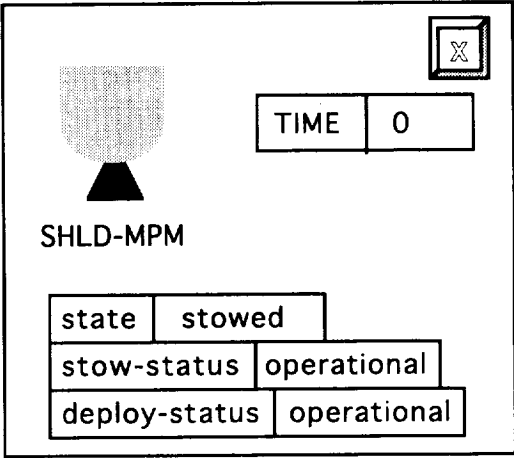 X
TIME 0
SHLD-MPM
state stowed
stow-status operational
deploy-status operational